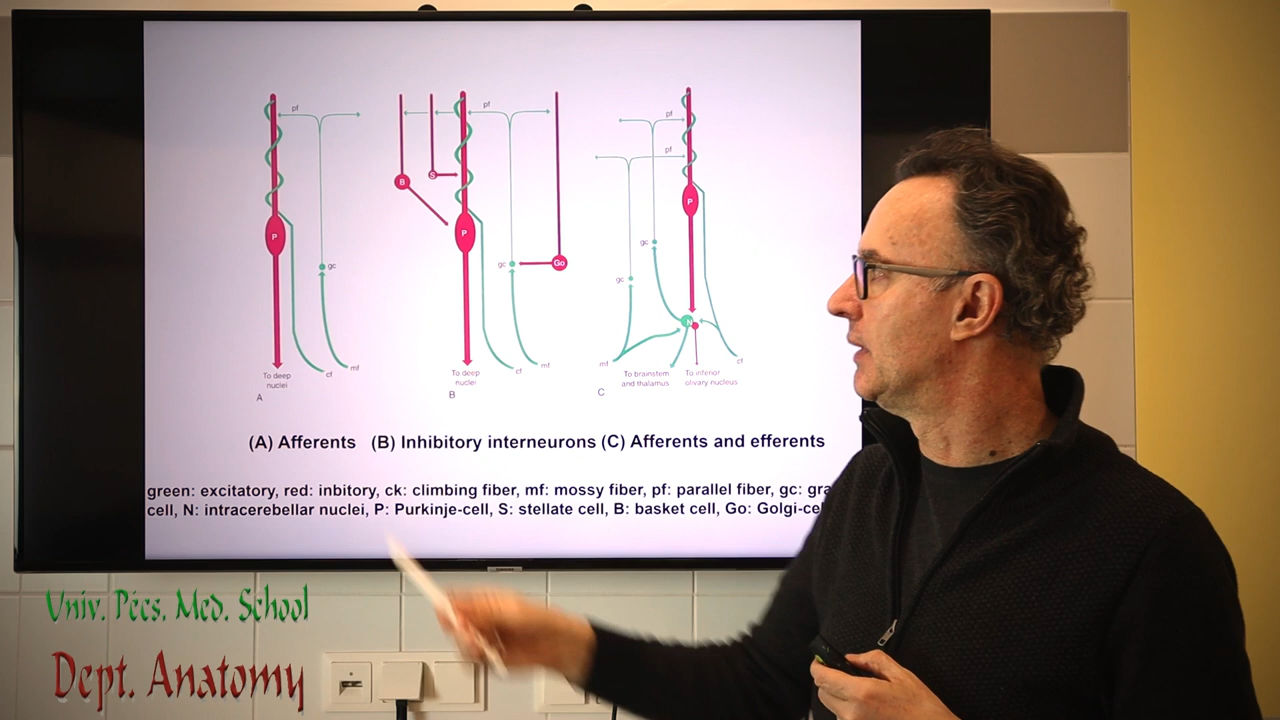 pf
P
gc
To deep
nuclei
cf
mf
A
pf
B
S
P
gc
Go
To deep
nuclei
cf
mf
B
pf
pf
P
gc
gc
N
mf
cf
To brainstem
and thalamus
To inferior
olivary nucleus
C
(A) Afferents (B) Inhibitory interneurons (C) Afferents and efferents
green: excitatory, red: inbitory, ck: climbing fiber, mf: mossy fiber, pf: parallel fiber, gc:
cell, N: intracerebellar nuclei, P: Purkinje-cell, S: stellate cell, B: basket cell, Go:
Univ. Pécs. Med. School
Dept. Anatomy